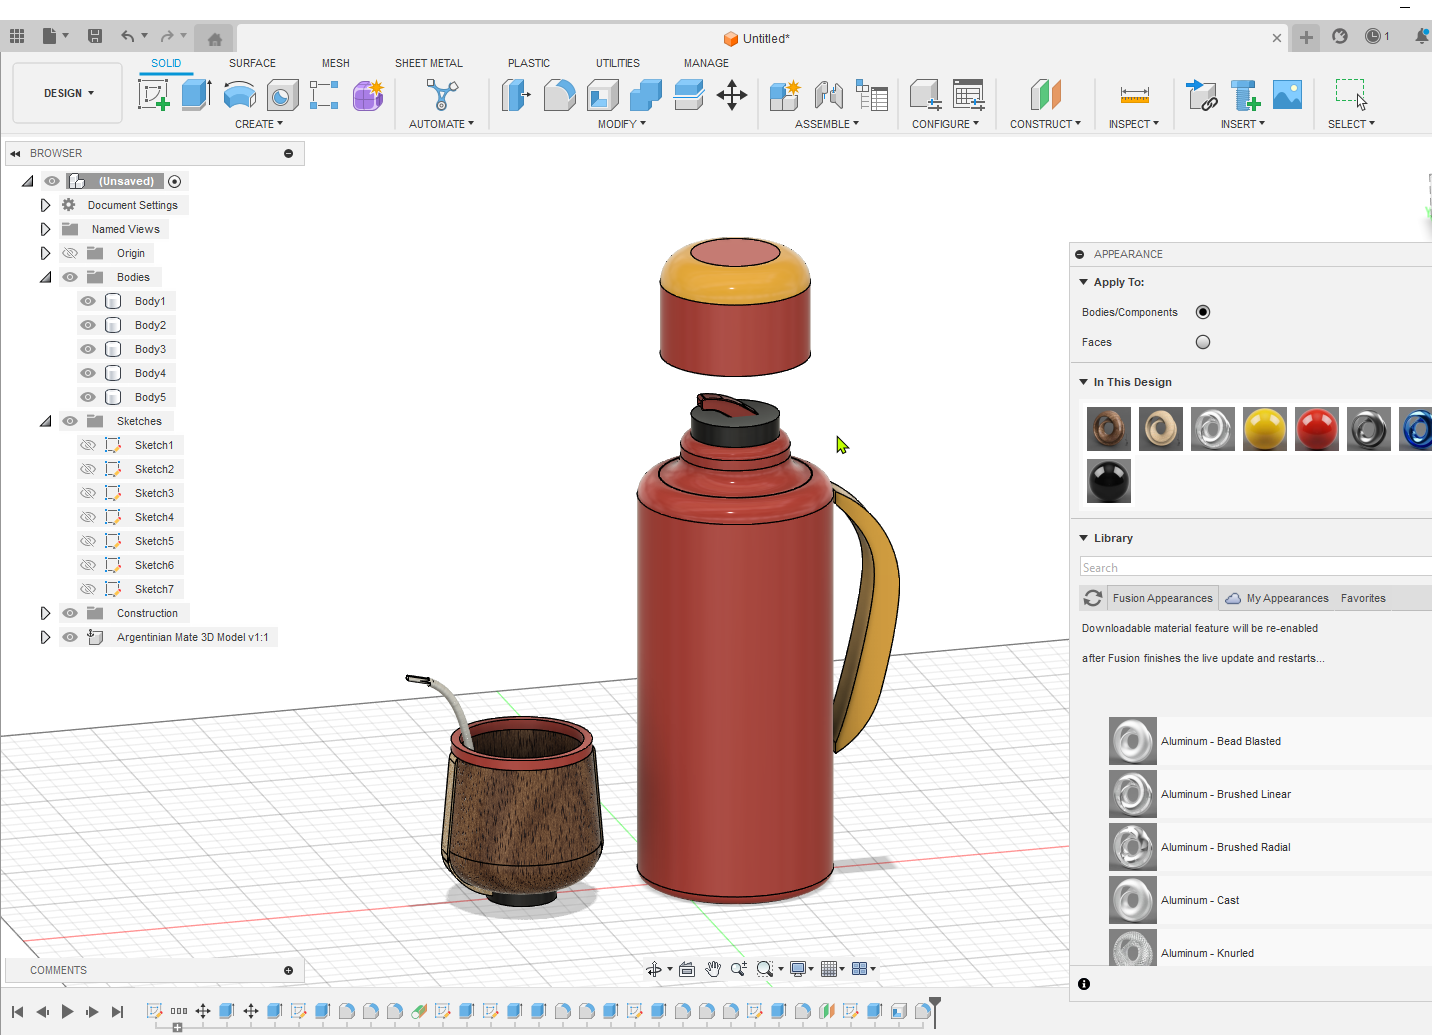 Untitled*
1
DESIGN
SOLID
SURFACE
MESH
SHEET METAL
PLASTIC
UTILITIES
MANAGE
CREATE
AUTOMATE
MODIFY
ASSEMBLE
CONFIGURE
CONSTRUCT
INSPECT
INSERT
SELECT
BROWSER
(Unsaved)
Document Settings
Named Views
Origin
Bodies
Body1
Body2
Body3
Body4
Body5
Sketches
Sketch1
Sketch2
Sketch3
Sketch4
Sketch5
Sketch6
Sketch7
Construction
Argentinian Mate 3D Model v1:1
COMMENTS
APPEARANCE
Apply To:
Bodies/Components
Faces
In This Design
Library
Search
Fusion Appearances
My Appearances
Favorites
Downloadable material feature will be re-enabled
after Fusion finishes the live update and restarts...
Aluminum - Bead Blasted
Aluminum - Brushed Linear
Aluminum - Brushed Radial
Aluminum - Cast
Aluminum - Knurled